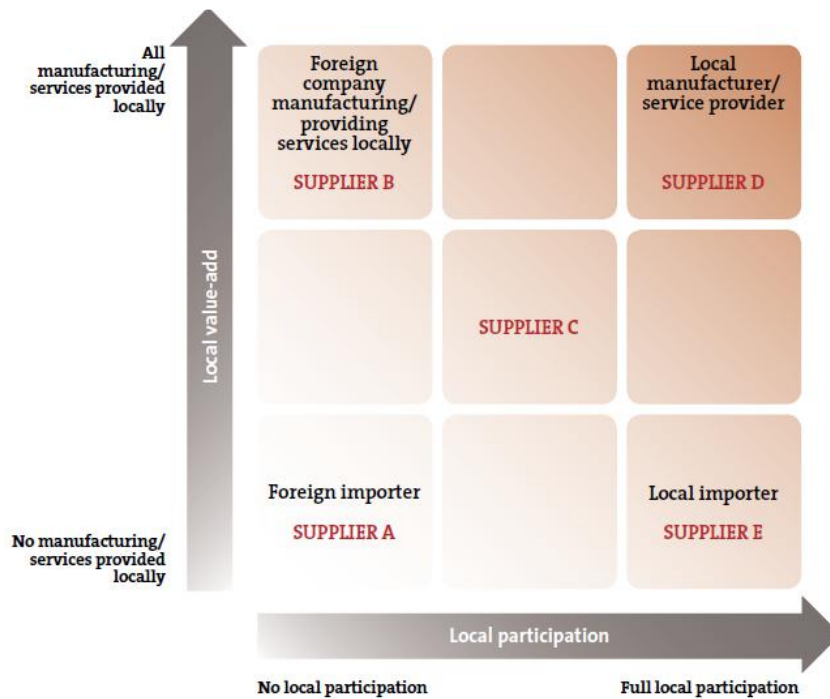 All
manufacturing/
services provided
locally
Foreign
company
manufacturing/
providing
services locally
SUPPLIER B
Local
manufacturer/
service provider
SUPPLIER D
Local value-add
SUPPLIER C
Foreign importer
SUPPLIER A
Local importer
SUPPLIER E
No manufacturing/
services provided
locally
Local participation
No local participation
Full local participation